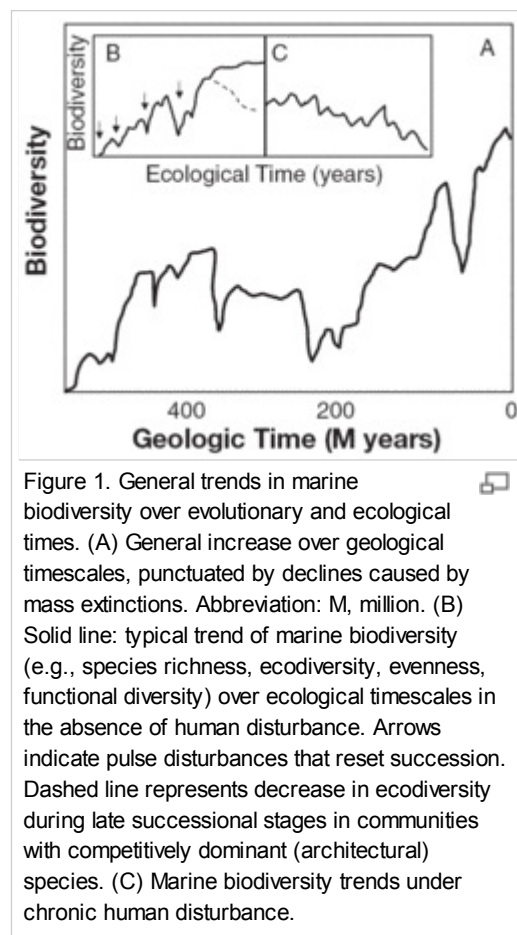 B
C
A
Biodiversity
Ecological Time (years)
Biodiversity
400
200
0
Geologic Time (M years)
Figure 1. General trends in marine
biodiversity over evolutionary and ecological
times. (A) General increase over geological
timescales, punctuated by declines caused by
mass extinctions. Abbreviation: M, million. (B)
Solid line: typical trend of marine biodiversity
(e.g., species richness, ecodiversity, evenness,
functional diversity) over ecological timescales in
the absence of human disturbance. Arrows
indicate pulse disturbances that reset succession.
Dashed line represents decrease in ecodiversity
during late successional stages in communities
with competitively dominant (architectural)
species. (C) Marine biodiversity trends under
chronic human disturbance.